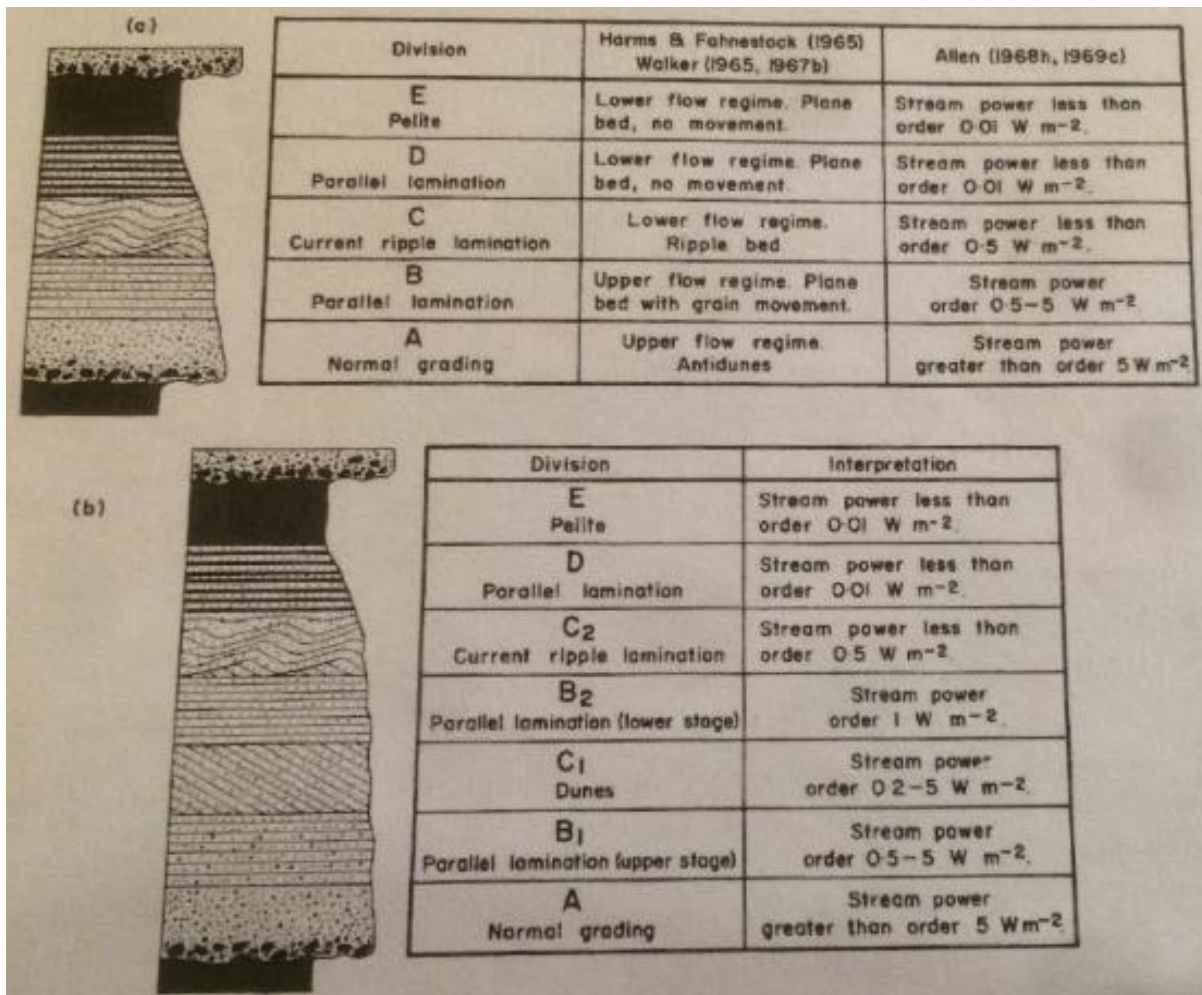 (a)
Division
Harms & Fahnestock (1965)
Walker (1965, 1967b)
Allen (1968h, 1969c)
E
Pelite
Lower flow regime. Plane
bed, no movement.
Stream power less than
order 0·01 W m-2.
D
Parallel lamination
Lower flow regime. Plane
bed, no movement.
Stream power less than
order 0·01 W m-2.
C
Current ripple lamination
Lower flow regime.
Ripple bed
Stream power less than
order 0·5 W m-2.
B
Parallel lamination
Upper flow regime. Plane
bed with grain movement.
Stream power
order 0·5-5 W m-2.
A
Normal grading
Upper flow regime.
Antidunes
Stream power
greater than order 5 W m-2.
(b)
Division
Interpretation
E
Pelite
Stream power less than
order 0·01 W m-2.
D
Parallel lamination
Stream power less than
order 0·01 W m-2.
C2
Current ripple lamination
Stream power less than
order 0·5 W m-2.
B2
Parallel lamination (lower stage)
Stream power
order 1 W m-2.
C1
Dunes
Stream power
order 0·2-5 W m-2.
B1
Parallel lamination (upper stage)
Stream power
order 0·5-5 W m-2.
A
Normal grading
Stream power
greater than order 5 W m-2.